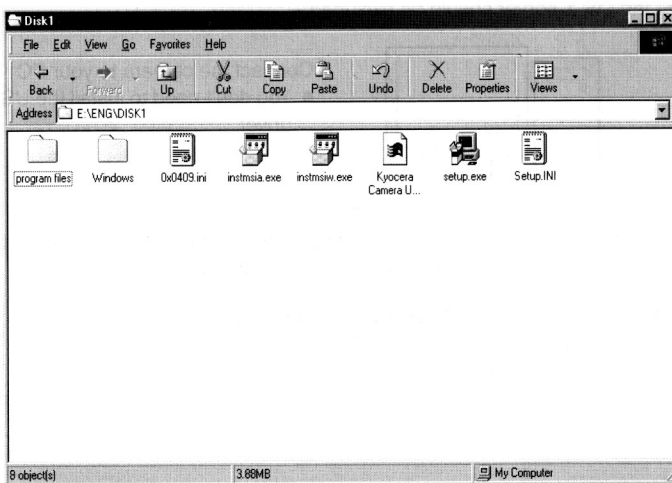 Disk1
File Edit View Go Favorites Help
Back Forward Up Cut Copy Paste Undo Delete Properties Views
Address E:\ENG\DISK1
program files Windows 0x0409.ini instmsia.exe instmsiw.exe Kyocera Camera U... setup.exe Setup.INI
8 object(s) 3.88MB My Computer